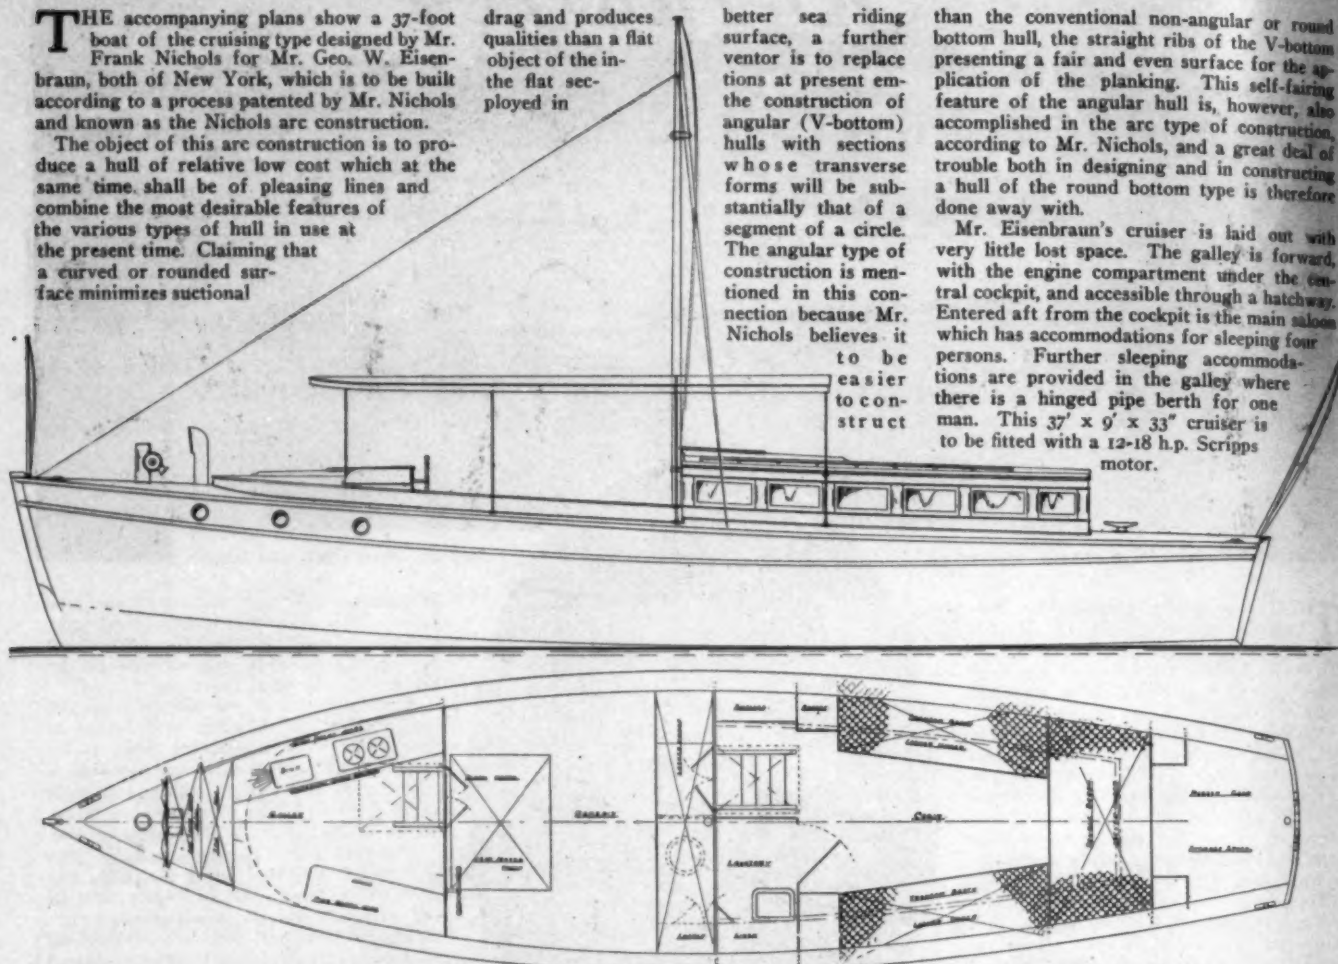 THE accompanying plans show a 37-foot
boat of the cruising type designed by Mr.
Frank Nichols for Mr. Geo. W. Eisen-
braun, both of New York, which is to be built
according to a process patented by Mr. Nichols
and known as the Nichols arc construction.
The object of this arc construction is to pro-
duce a hull of relative low cost which at the
same time shall be of pleasing lines and
combine the most desirable features of
the various types of hull in use at
the present time. Claiming that
a curved or rounded sur-
face minimizes suctional
drag and produces better sea riding
qualities than a flat surface, a further
object of the in- ventor is to replace
the flat sec- tions at present em-
ployed in the construction of
angular (V-bottom)
hulls with sections
whose transverse
forms will be sub-
stantially that of a
segment of a circle.
The angular type of
construction is men-
tioned in this con-
nection because Mr.
Nichols believes it
to be
easier
to con-
struct
than the conventional non-angular or round
bottom hull, the straight ribs of the V-bottom
presenting a fair and even surface for the ap-
plication of the planking. This self-fairing
feature of the angular hull is, however, also
accomplished in the arc type of construction,
according to Mr. Nichols, and a great deal of
trouble both in designing and in constructing
a hull of the round bottom type is therefore
done away with.
Mr. Eisenbraun's cruiser is laid out with
very little lost space. The galley is forward,
with the engine compartment under the cen-
tral cockpit, and accessible through a hatchway.
Entered aft from the cockpit is the main saloon
which has accommodations for sleeping four
persons. Further sleeping accommoda-
tions are provided in the galley where
there is a hinged pipe berth for one
man. This 37' x 9' x 33" cruiser is
to be fitted with a 12-18 h.p. Scripps
motor.
Galley
Cabin
Lavatory
Transom Berth
Locker Under
Transom Berth
Locker Under